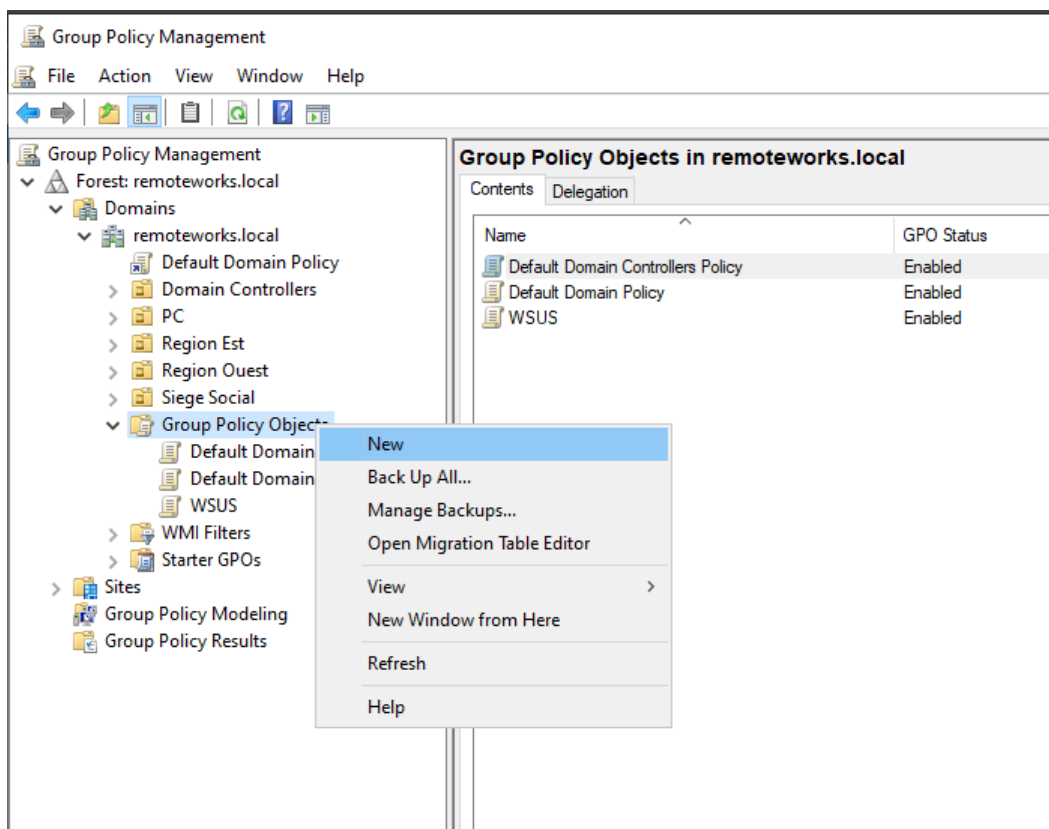 Group Policy Management
File Action View Window Help
Group Policy Management
Forest: remoteworks.local
Domains
remoteworks.local
Default Domain Policy
Domain Controllers
PC
Region Est
Region Ouest
Siege Social
Group Policy Objects
Default Domain
Default Domain
WSUS
WMI Filters
Starter GPOs
Sites
Group Policy Modeling
Group Policy Results
Group Policy Objects in remoteworks.local
Contents Delegation
Name GPO Status
Default Domain Controllers Policy Enabled
Default Domain Policy Enabled
WSUS Enabled
New
Back Up All...
Manage Backups...
Open Migration Table Editor
View
New Window from Here
Refresh
Help